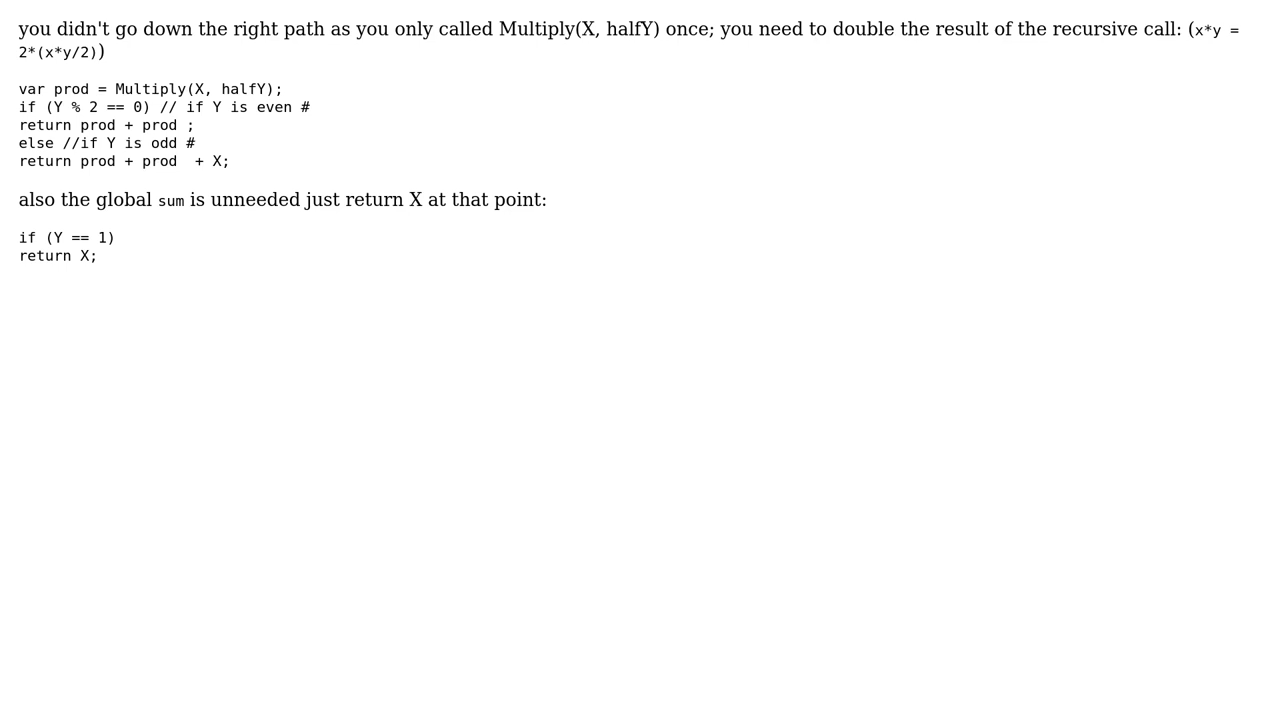 you didn't go down the right path as you only called Multiply(X, halfY) once; you need to double the result of the recursive call: (x*y =
2*(x*y/2))
var prod = Multiply(X, halfY);
if (Y % 2 == 0) // if Y is even #
return prod + prod ;
else //if Y is odd #
return prod + prod  + X;
also the global sum is unneeded just return X at that point:
if (Y == 1)
return X;